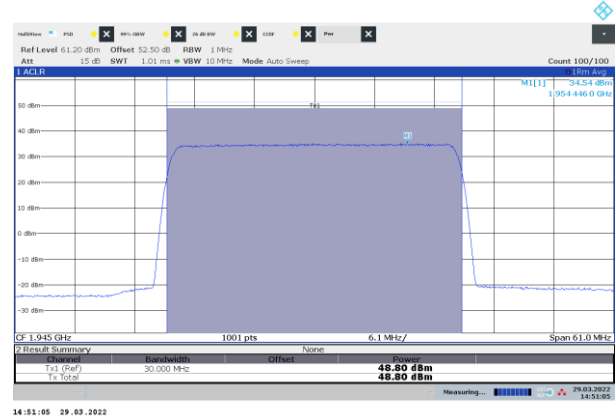 MultiView PSD X 99% OBW X 26 dB BW X CCDF X Pwr X
Ref Level 61.20 dBm Offset 52.50 dB RBW 1 MHz
Att 15 dB SWT 1.01 ms VBW 10 MHz Mode Auto Sweep Count 100/100
1 ACLR 1Rm Avg
M1[1] 34.54 dBm
1.954 446 0 GHz
50 dBm
Tx1
40 dBm
M1
30 dBm
20 dBm
10 dBm
0 dBm
-10 dBm
-20 dBm
-30 dBm
CF 1.945 GHz 1001 pts 6.1 MHz/ Span 61.0 MHz
2 Result Summary None
Channel Bandwidth Offset Power
Tx1 (Ref) 30.000 MHz 48.80 dBm
Tx Total 48.80 dBm
Measuring... 29.03.2022
14:51:05
14:51:05 29.03.2022